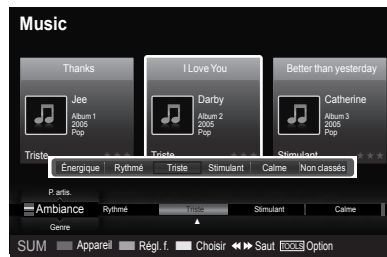 Music
Thanks I Love You Better than yesterday
Jee Darby Catherine
Album 1 Album 2 Album 3
2005 2005 2005
Pop Pop Pop
Triste Triste Stimulant
Énergique Rythmé Triste Stimulant Calme Non classés
P. artis.
Ambiance Rythmé Triste Stimulant Calme
Genre
SUM Appareil Régl. f. Choisir Saut TOOLS Option